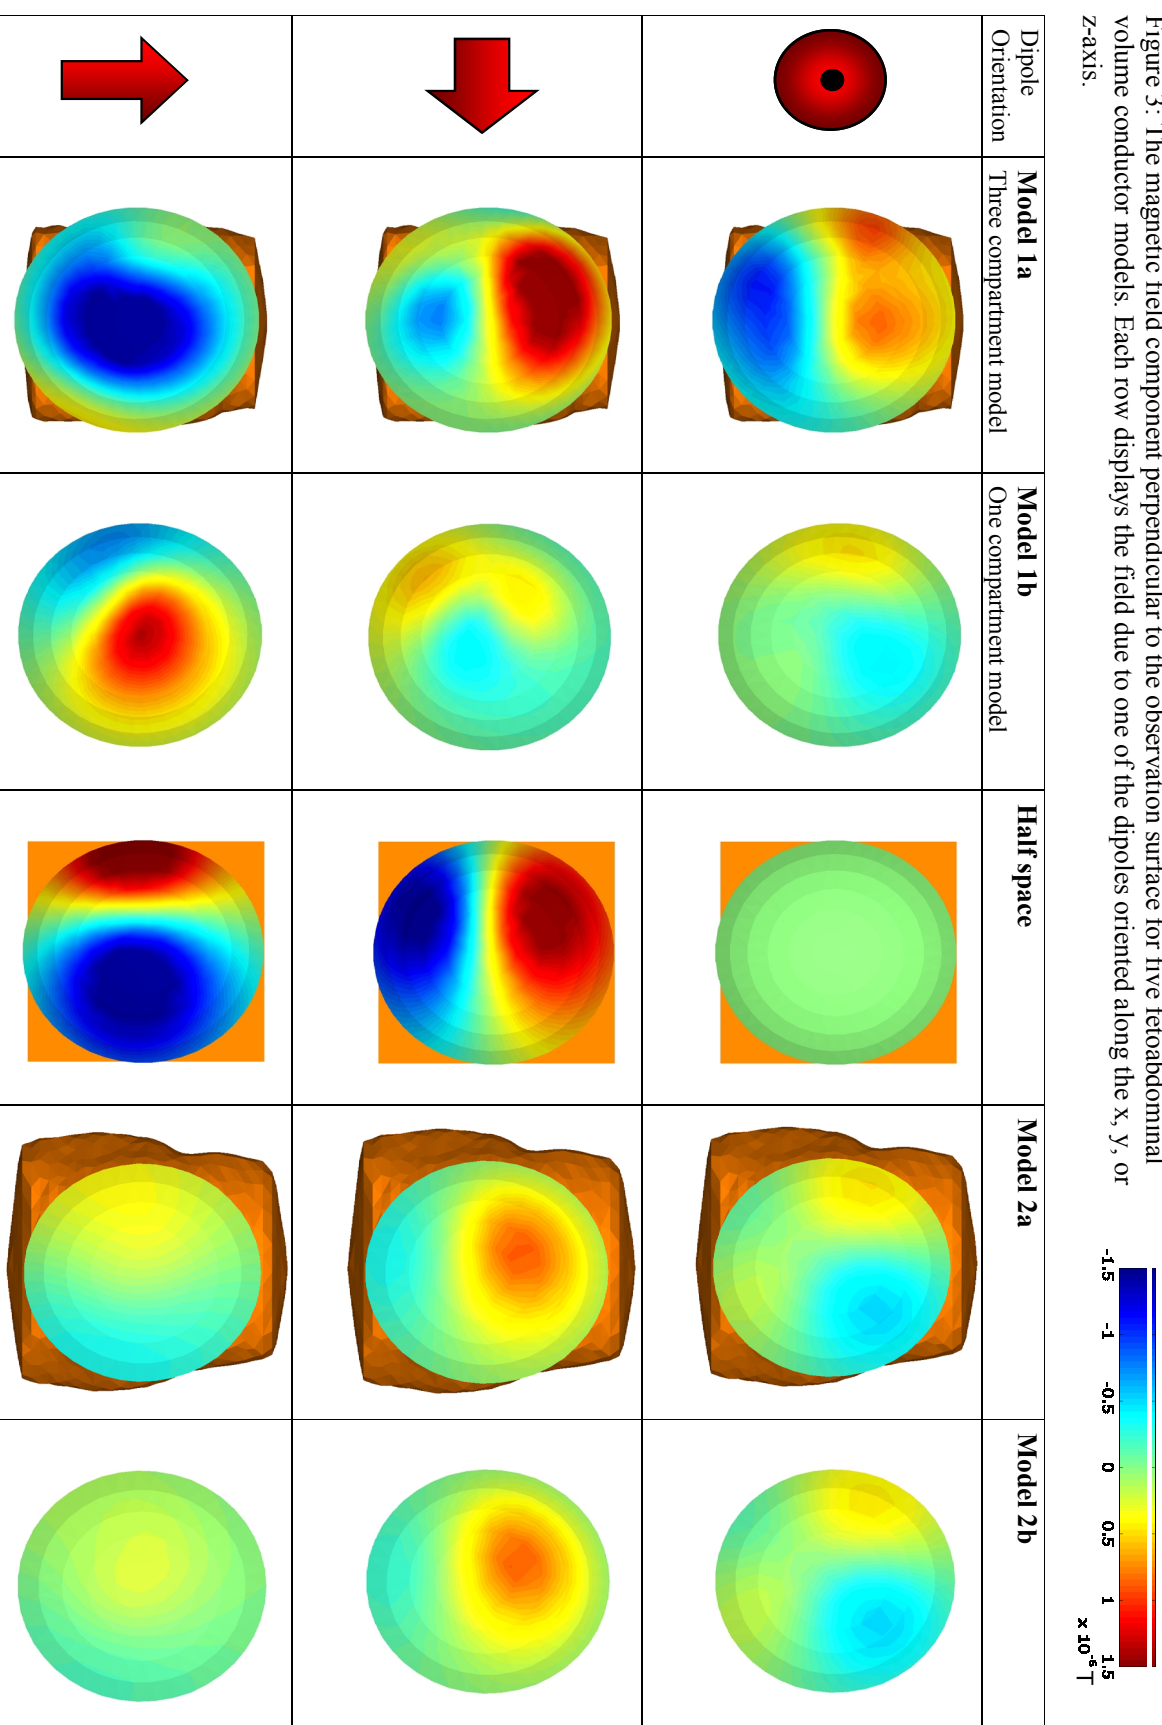 Figure 3: The magnetic field component perpendicular to the observation surface for five fetoabdominal
volume conductor models. Each row displays the field due to one of the dipoles oriented along the x, y, or
z-axis.
-1.5 -1 -0.5 0 0.5 1 1.5
x 10⁻⁶ T
Dipole
Orientation
Model 1a
Three compartment model
Model 1b
One compartment model
Half space
Model 2a
Model 2b